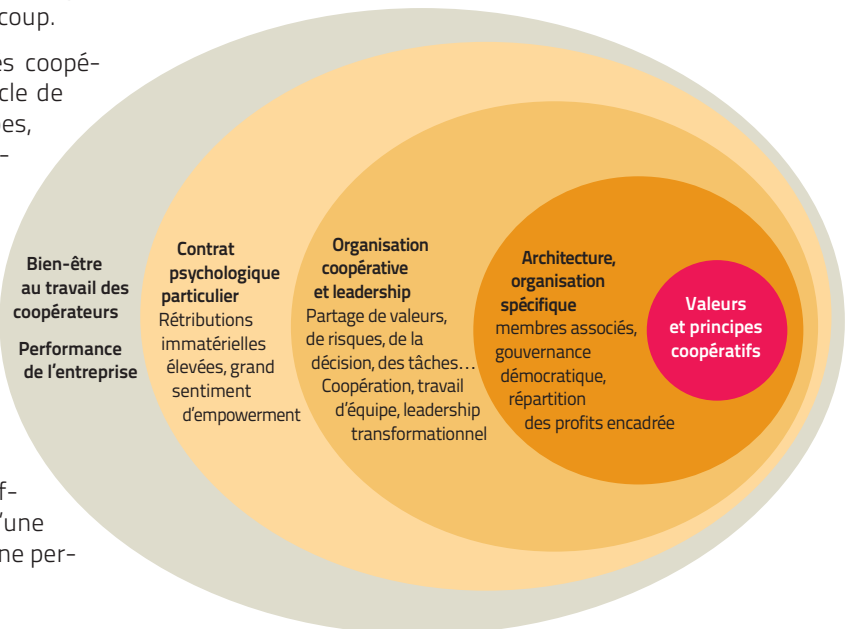 coup.
es coopé-
cle de
es,
-
Bien-être
au travail des
coopérateurs
Performance
de l'entreprise
Contrat
psychologique
particulier
Rétributions
immatérielles
élevées, grand
sentiment
d'empowerment
Organisation
coopérative
et leadership
Partage de valeurs,
de risques, de la
décision, des tâches…
Coopération, travail
d'équipe, leadership
transformationnel
Architecture,
organisation
spécifique
membres associés,
gouvernance
démocratique,
répartition
des profits encadrée
Valeurs
et principes
coopératifs
f-
'une
ne per-